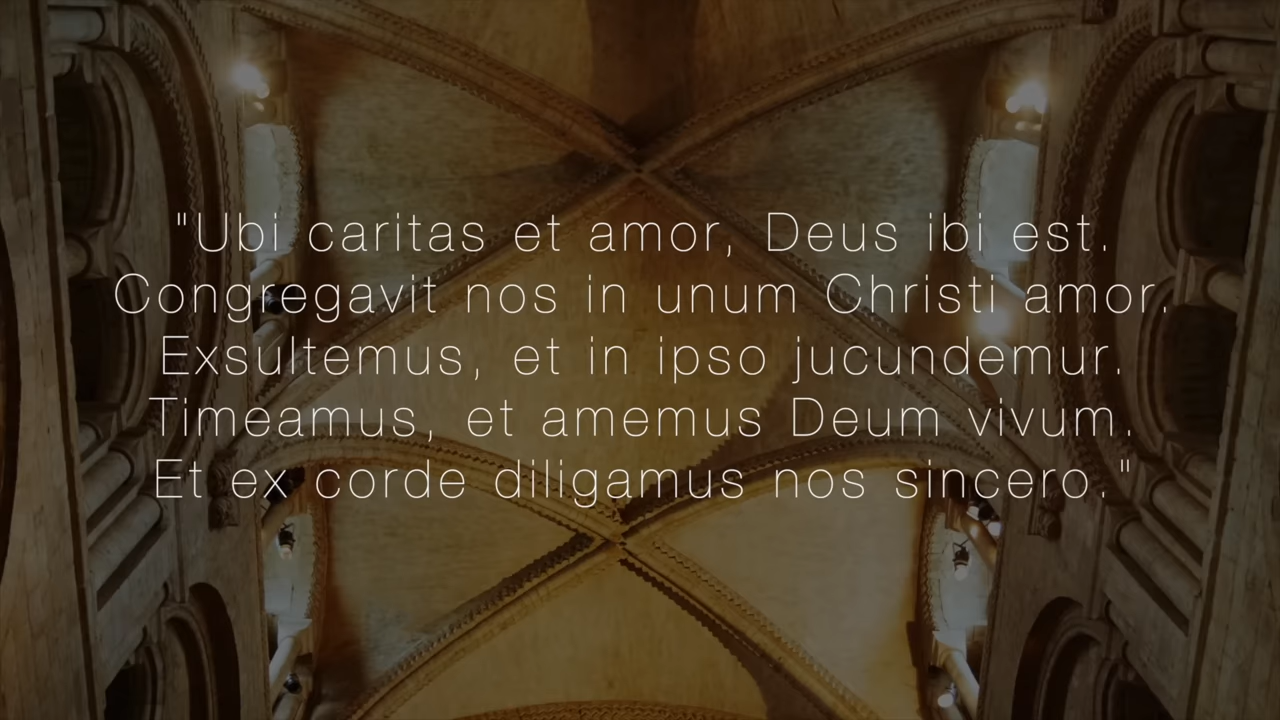 "Ubi caritas et amor, Deus ibi est.
Congregavit nos in unum Christi amor.
Exsultemus, et in ipso jucundemur.
Timeamus, et amemus Deum vivum.
Et ex corde diligamus nos sincero."